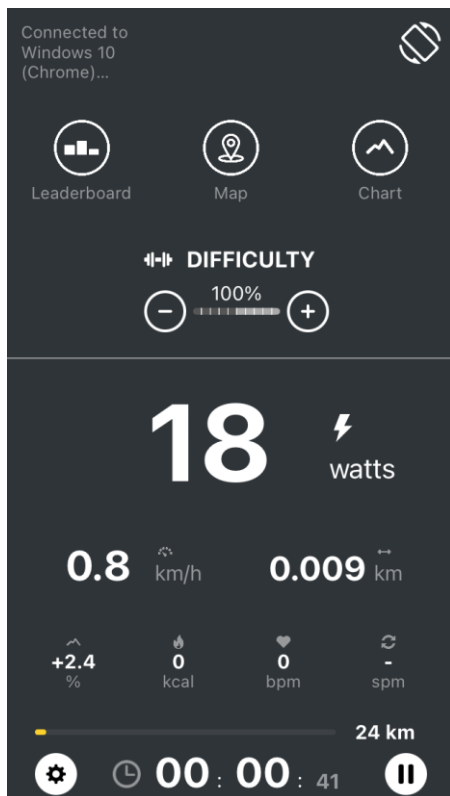 Connected to
Windows 10
(Chrome)...
Leaderboard Map Chart
DIFFICULTY
100%
18 watts
0.8 km/h 0.009 km
+2.4 0 0 -
% kcal bpm spm
24 km
00 : 00 : 41